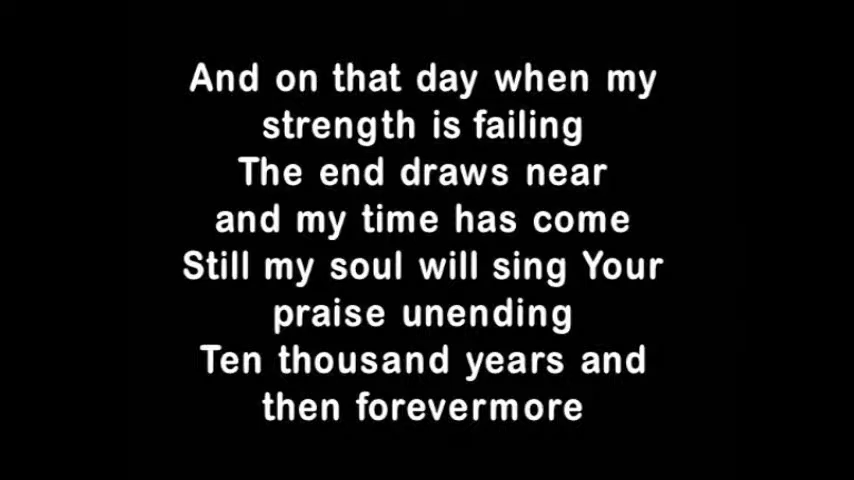 And on that day when my
strength is failing
The end draws near
and my time has come
Still my soul will sing Your
praise unending
Ten thousand years and
then forevermore